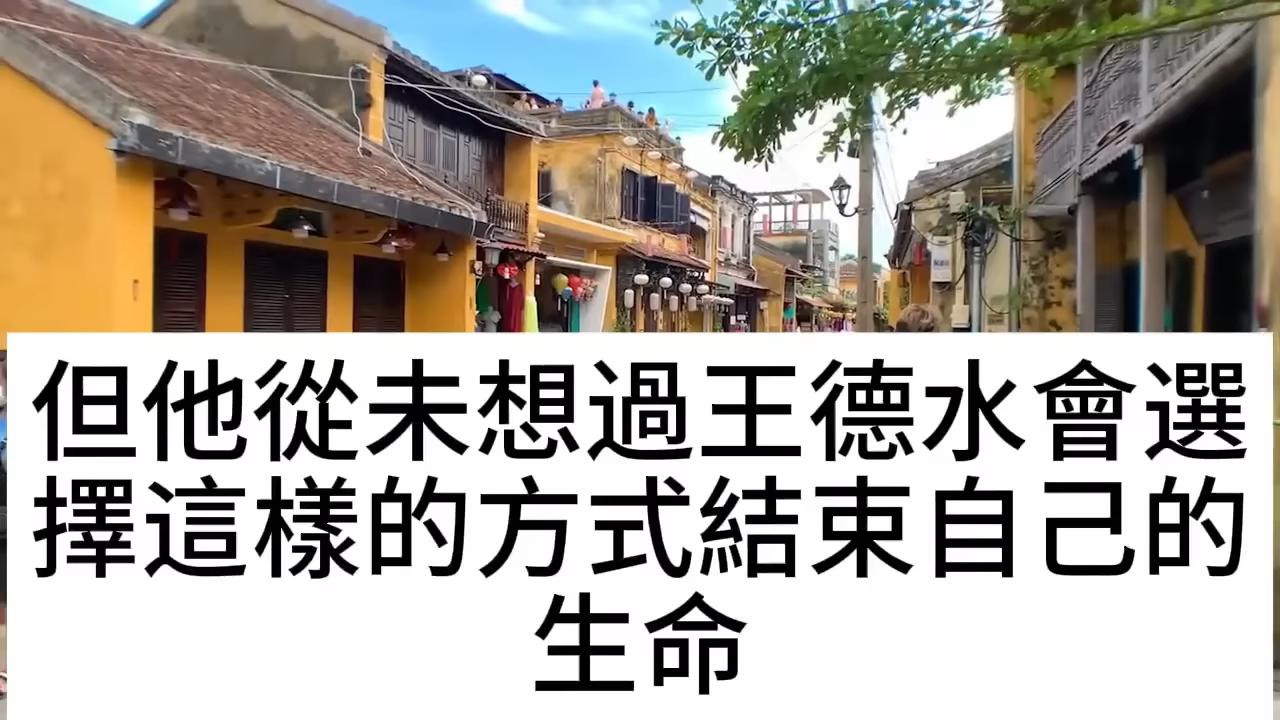 但他從未想過王德水會選
擇這樣的方式結束自己的
生命